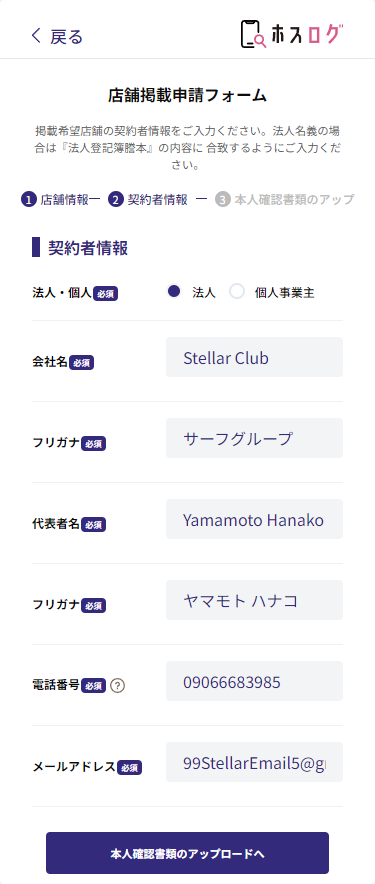 戻る
ホスログ
店舗掲載申請フォーム
掲載希望店舗の契約者情報をご入力ください。法人名義の場
合は『法人登記簿謄本』の内容に 合致するようにご入力くだ
さい。
1 店舗情報 2 契約者情報 3 本人確認書類のアップ
契約者情報
法人・個人 必須 法人 個人事業主
会社名 必須 Stellar Club
フリガナ 必須 サーフグループ
代表者名 必須 Yamamoto Hanako
フリガナ 必須 ヤマモト ハナコ
電話番号 必須 ? 09066683985
メールアドレス 必須 99StellarEmail5@g
本人確認書類のアップロードへ